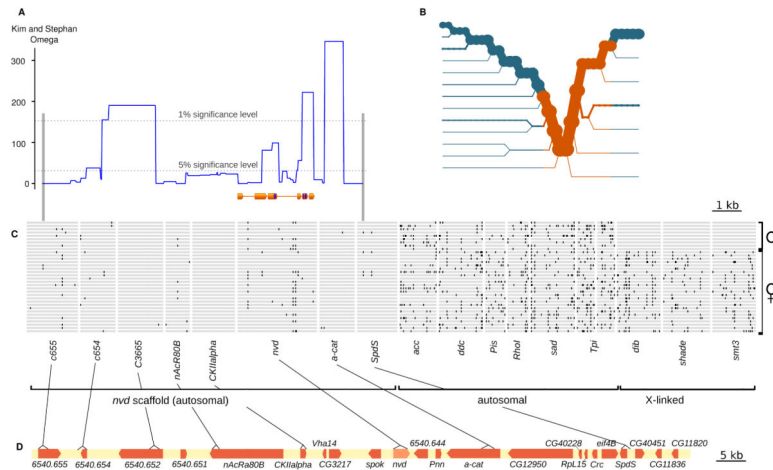 A
B
Kim and Stephan
Omega
300
200
1% significance level
100
5% significance level
0
1 kb
C
c655
c654
C3665
nAcR80B
CKIIalpha
nvd
a-cat
SpdS
acc
ddc
Pis
Rhol
sad
Tpi
dib
shade
smt3
♀
nvd scaffold (autosomal)
autosomal
X-linked
D
Vha14
6540.644
CG40228
eif4B
CG40451
CG11820
5 kb
6540.655
6540.654
6540.652
6540.651
nAcRa80B
CKIIalpha
CG3217
spok
nvd
Pnn
a-cat
CG12950
RpL15
Crc
SpdS
CG11836